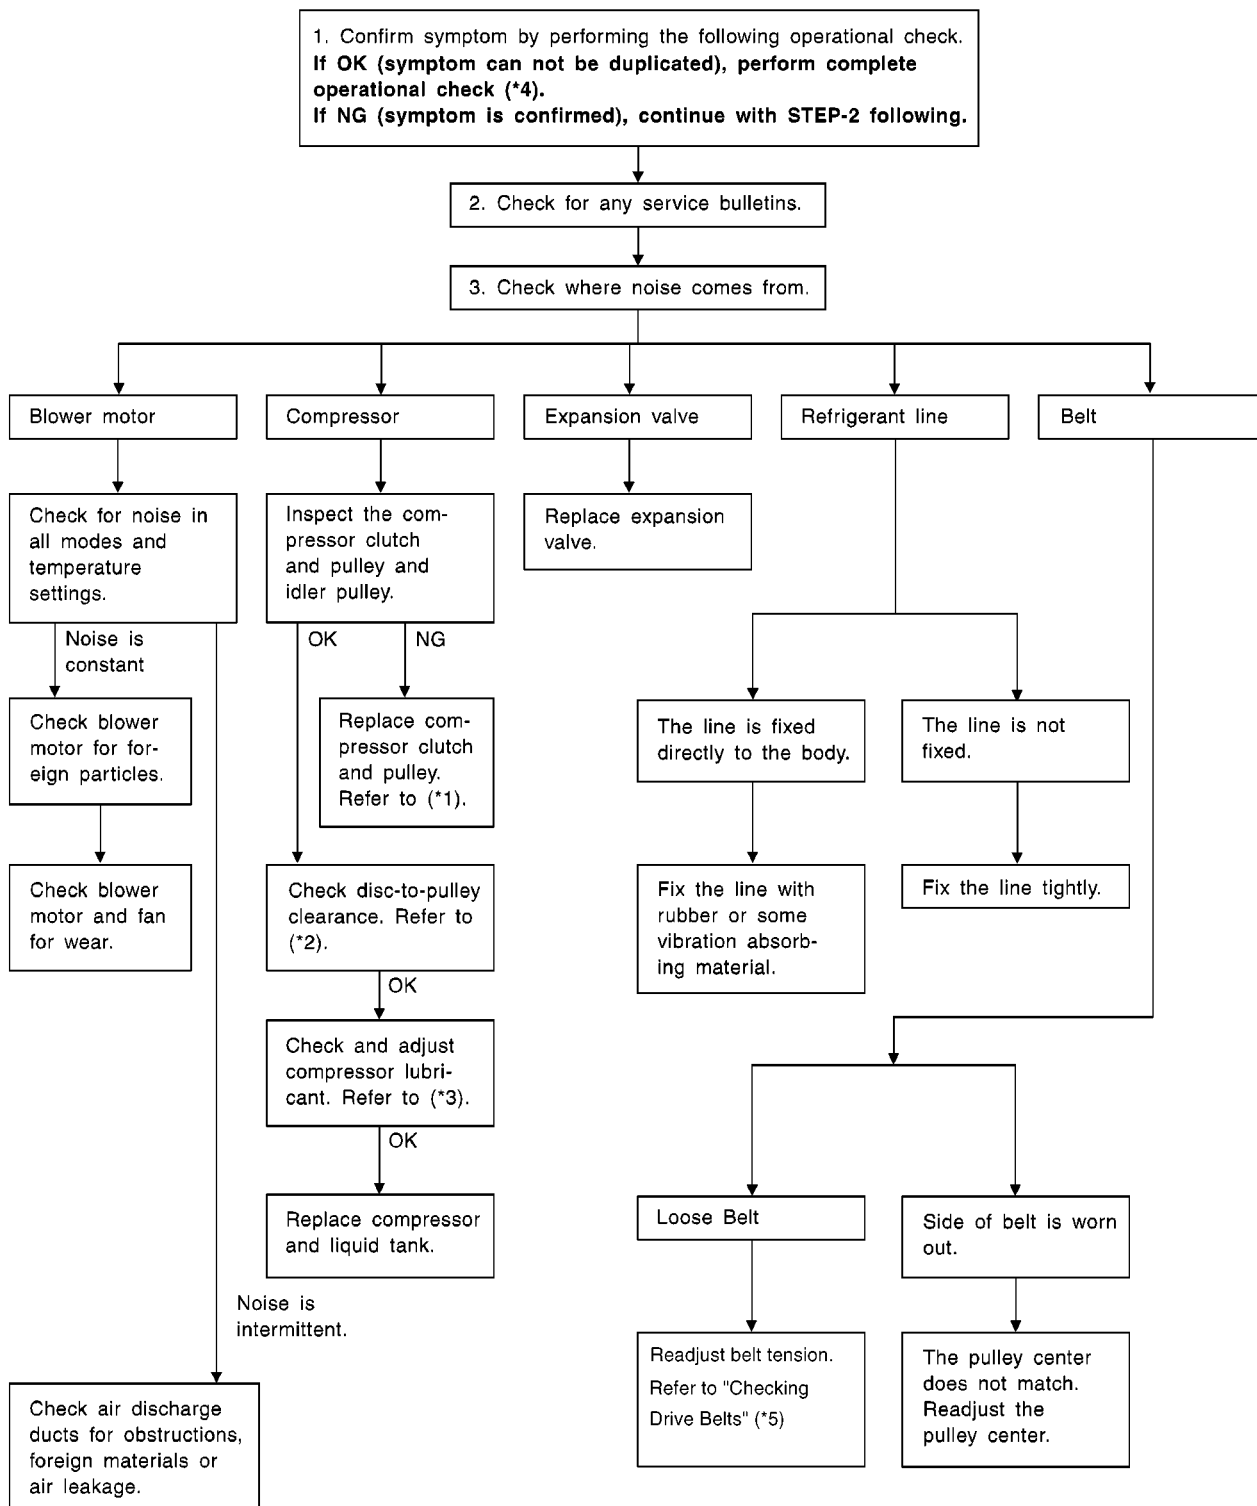 1. Confirm symptom by performing the following operational check.
If OK (symptom can not be duplicated), perform complete
operational check (*4).
If NG (symptom is confirmed), continue with STEP-2 following.
2. Check for any service bulletins.
3. Check where noise comes from.
Blower motor
Compressor
Expansion valve
Refrigerant line
Belt
Check for noise in
all modes and
temperature
settings.
Inspect the com-
pressor clutch
and pulley and
idler pulley.
Replace expansion
valve.
Noise is
constant
OK
NG
Check blower
motor for for-
eign particles.
Replace com-
pressor clutch
and pulley.
Refer to (*1).
The line is fixed
directly to the body.
The line is not
fixed.
Check blower
motor and fan
for wear.
Check disc-to-pulley
clearance. Refer to
(*2).
Fix the line with
rubber or some
vibration absorb-
ing material.
Fix the line tightly.
OK
Check and adjust
compressor lubri-
cant. Refer to (*3).
OK
Replace compressor
and liquid tank.
Loose Belt
Side of belt is worn
out.
Noise is
intermittent.
Readjust belt tension.
Refer to "Checking
Drive Belts" (*5)
The pulley center
does not match.
Readjust the
pulley center.
Check air discharge
ducts for obstructions,
foreign materials or
air leakage.